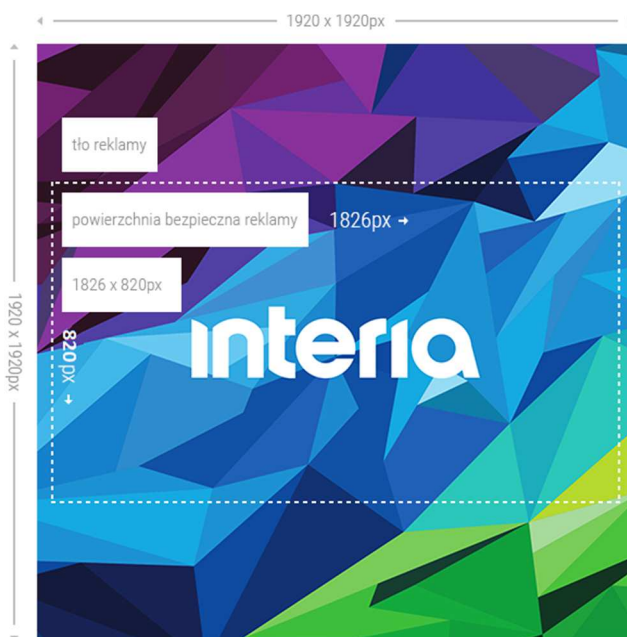 1920 x 1920px
tło reklamy
powierzchnia bezpieczna reklamy
1826px →
1826 x 820px
1920 x 1920px
820px →
interia